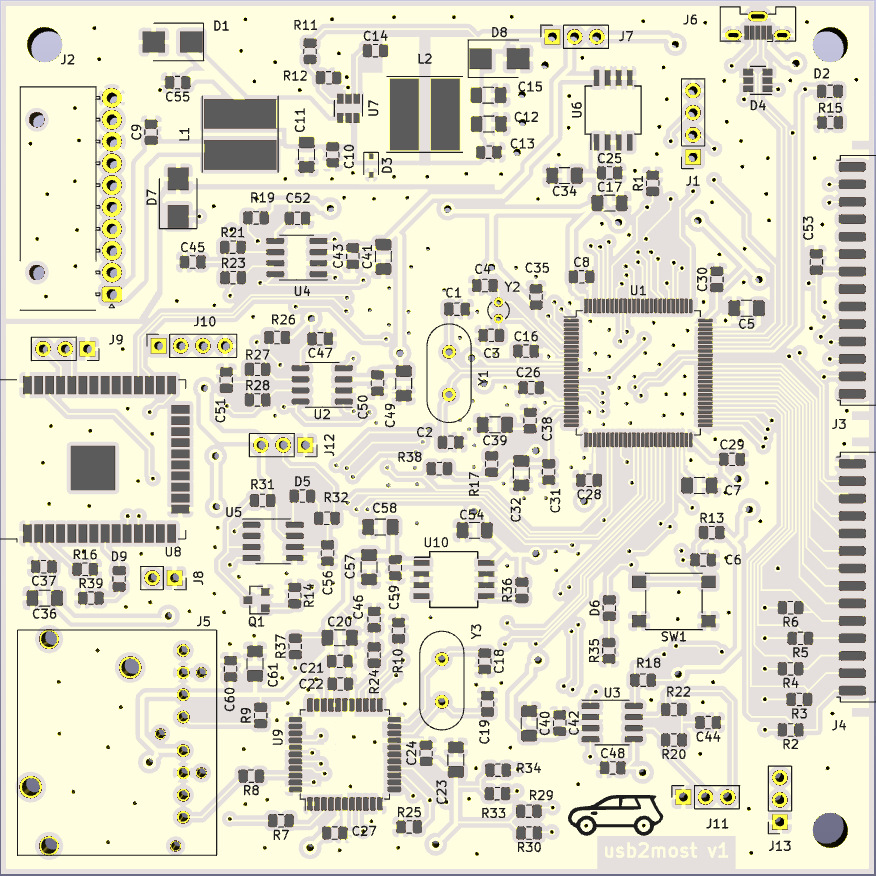 R11 C14 D8 J6
D1
J2 J7
L2
R12 D2
C55 C15 D4
U7 U6 R15
C9 L1 C11 C12
C10 D3 C13
C25 J1
C34 R1
D7 C17
R19 C52
R21 C53
C45 C43 C41
R23 C4 Y2 C35 C8 C30
U4 U1
C1 C5
J10 R26
J9 C47 C3 C16
R27
C51 R28 C50 C49 Y1 C26
U2
J12 C2 C39 C38 J3
R38 R17 C29
C32 C31 C28 C7
R31 D5
U5 R32 C58 C54 R13
U8 U10
R16 D9 C56 C57 C59 C6
C37 J8 R36
R39 R14
C36 C46 D6 R6
J5 Q1 SW1
C20 Y3 R5
R37 R10 R35
C60 C61 C21 C18 R4
C22 R24 R18
R3
R9 C19 U3 R22 J4
U9 C40 C42 C44 R2
C24 R20
C23 C48
R8 R34
R33 R29 J11
R7 C27 R25 R30 J13
usb2most v1